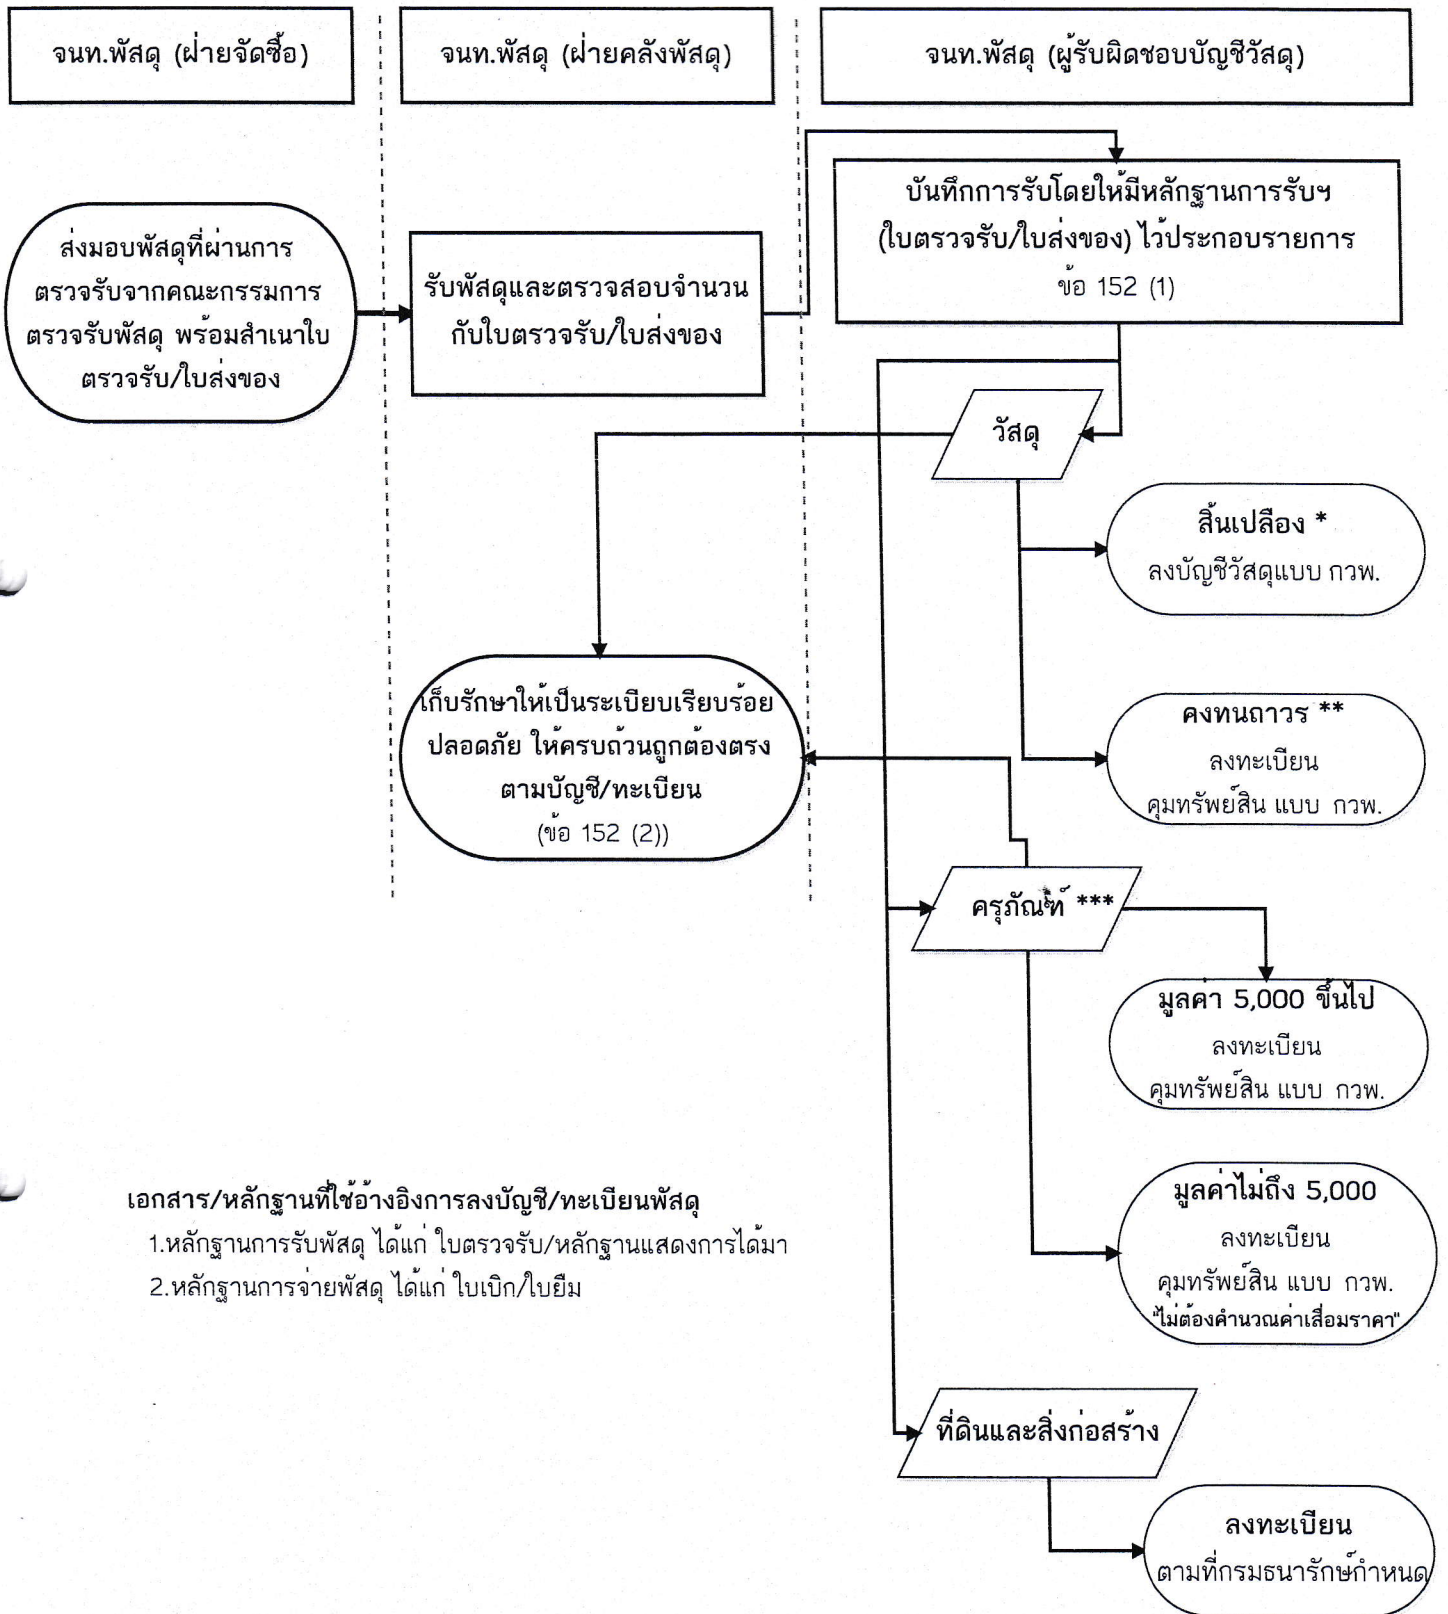 จนท.พัสดุ (ฝ่ายจัดซื้อ)
จนท.พัสดุ (ฝ่ายคลังพัสดุ)
จนท.พัสดุ (ผู้รับผิดชอบบัญชีวัสดุ)
ส่งมอบพัสดุที่ผ่านการ
ตรวจรับจากคณะกรรมการ
ตรวจรับพัสดุ พร้อมสำเนาใบ
ตรวจรับ/ใบส่งของ
รับพัสดุและตรวจสอบจำนวน
กับใบตรวจรับ/ใบส่งของ
บันทึกการรับโดยให้มีหลักฐานการรับฯ
(ใบตรวจรับ/ใบส่งของ) ไว้ประกอบรายการ
ข้อ 152 (1)
วัสดุ
สิ้นเปลือง *
ลงบัญชีวัสดุแบบ กวพ.
คงทนถาวร **
ลงทะเบียน
คุมทรัพย์สิน แบบ กวพ.
เก็บรักษาให้เป็นระเบียบเรียบร้อย
ปลอดภัย ให้ครบถ้วนถูกต้องตรง
ตามบัญชี/ทะเบียน
(ข้อ 152 (2))
ครุภัณฑ์ ***
มูลค่า 5,000 ขึ้นไป
ลงทะเบียน
คุมทรัพย์สิน แบบ กวพ.
มูลค่าไม่ถึง 5,000
ลงทะเบียน
คุมทรัพย์สิน แบบ กวพ.
"ไม่ต้องคำนวณค่าเสื่อมราคา"
เอกสาร/หลักฐานที่ใช้อ้างอิงการลงบัญชี/ทะเบียนพัสดุ
1.หลักฐานการรับพัสดุ ได้แก่ ใบตรวจรับ/หลักฐานแสดงการได้มา
2.หลักฐานการจ่ายพัสดุ ได้แก่ ใบเบิก/ใบยืม
ที่ดินและสิ่งก่อสร้าง
ลงทะเบียน
ตามที่กรมธนารักษ์กำหนด